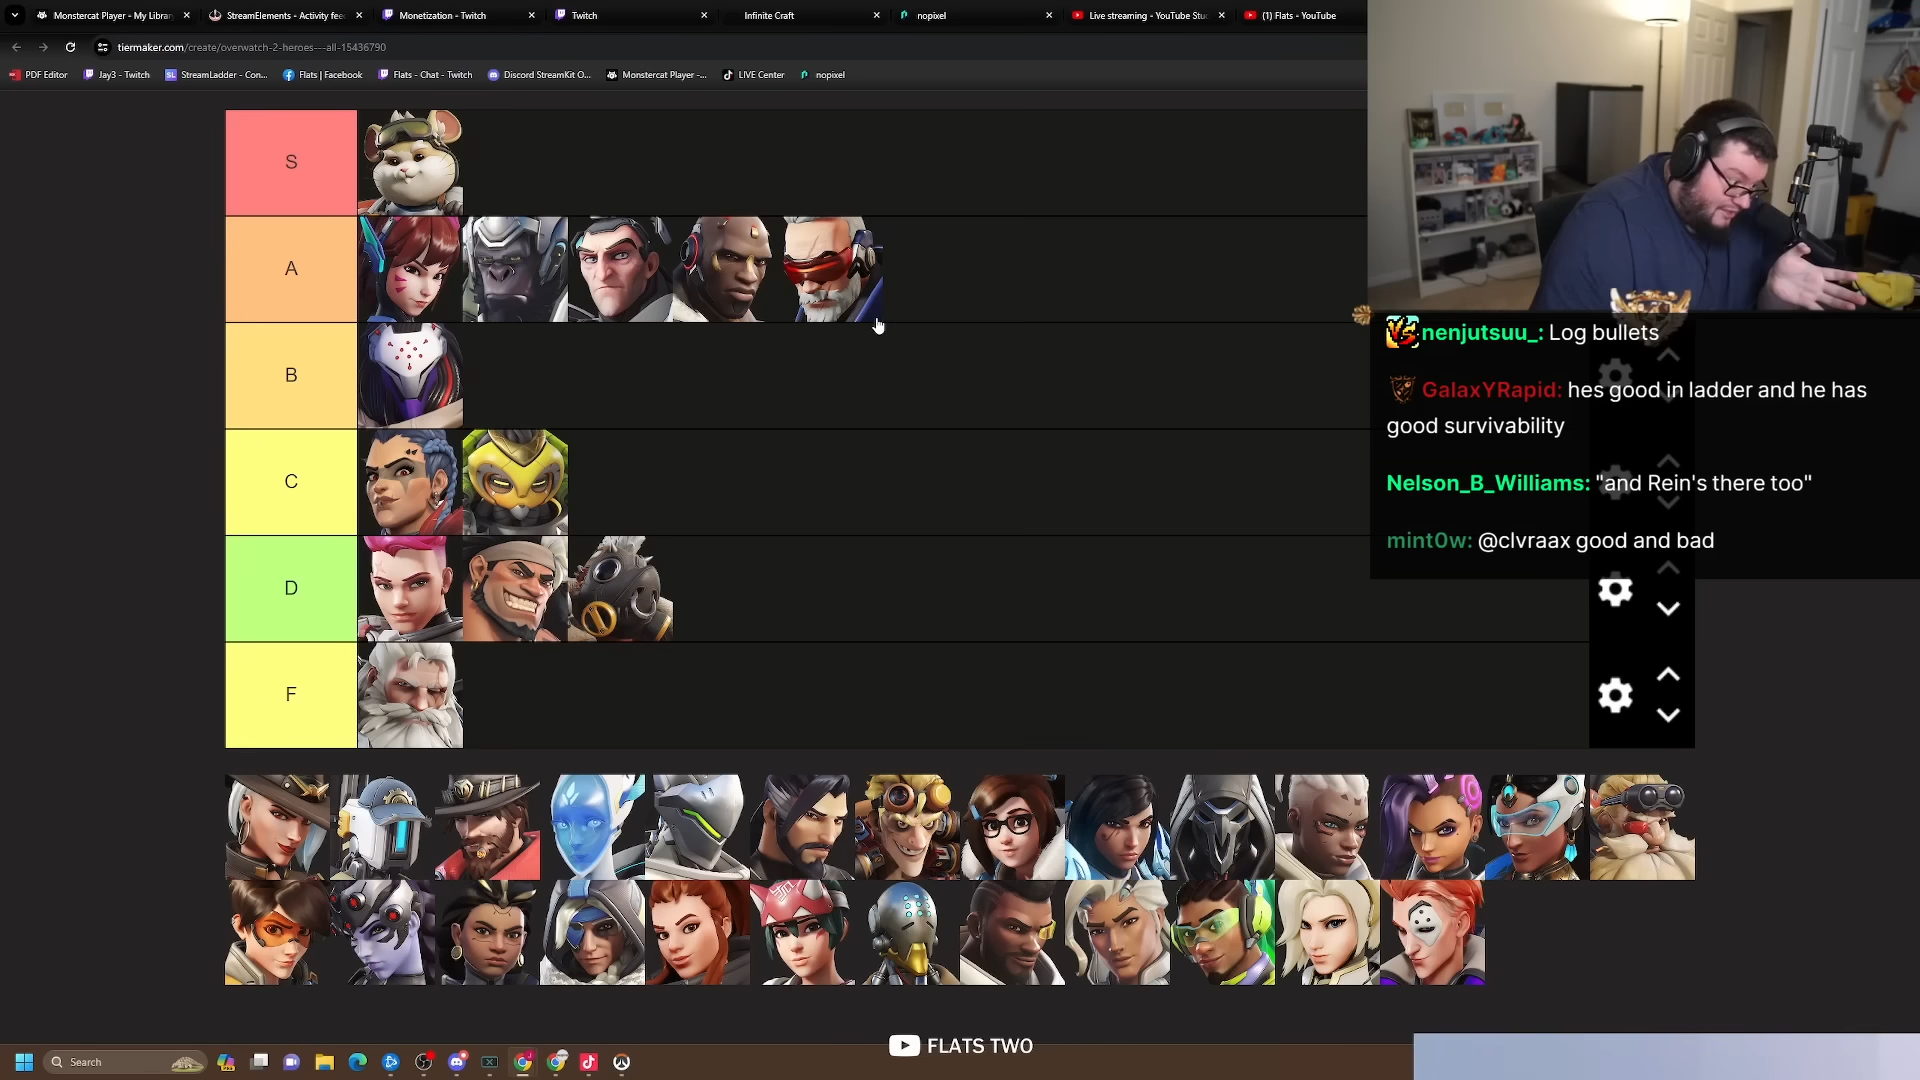 Monstercat Player - My Libra
StreamElements - Activity fee
Monetization - Twitch
Twitch
Infinite Craft
nopixel
Live streaming - YouTube Stu
(1) Flats - YouTube
tiermaker.com/create/overwatch-2-heroes---all-15436790
PDF Editor
Jay3 - Twitch
StreamLadder - Con...
Flats | Facebook
Flats - Chat - Twitch
Discord StreamKit O...
Monstercat Player -...
LIVE Center
nopixel
S
A
B
C
D
F
nenjutsuu_: Log bullets
GalaxYRapid: hes good in ladder and he has
good survivability
Nelson_B_Williams: "and Rein's there too"
mint0w: @clvraax good and bad
FLATS TWO
Search